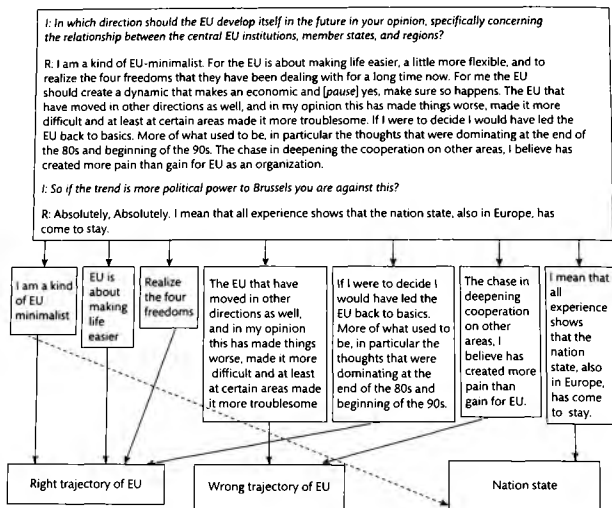 I: In which direction should the EU develop itself in the future in your opinion, specifically concerning
the relationship between the central EU institutions, member states, and regions?
R: I am a kind of EU-minimalist. For the EU is about making life easier, a little more flexible, and to
realize the four freedoms that they have been dealing with for a long time now. For me the EU
should create a dynamic that makes an economic and [pause] yes, make sure so happens. The EU that
have moved in other directions as well, and in my opinion this has made things worse, made it more
difficult and at least at certain areas made it more troublesome. If I were to decide I would have led the
EU back to basics. More of what used to be, in particular the thoughts that were dominating at the end of
the 80s and beginning of the 90s. The chase in deepening the cooperation on other areas, I believe has
created more pain than gain for EU as an organization.
I: So if the trend is more political power to Brussels you are against this?
R: Absolutely, Absolutely. I mean that all experience shows that the nation state, also in Europe, has
come to stay.
I am a kind
of EU
minimalist
EU is
about
making
life
easier
Realize
the four
freedoms
The EU that have
moved in other
directions as well,
and in my opinion
this has made things
worse, made it more
difficult and at least
at certain areas made
it more troublesome
If I were to decide I
would have led the
EU back to basics.
More of what used to
be, in particular the
thoughts that were
dominating at the
end of the 80s and
beginning of the 90s.
The chase in
deepening
cooperation
on other
areas, I
believe has
created more
pain than
gain for EU.
I mean that
all
experience
shows
that the
nation
state, also
in Europe,
has come
to stay.
Right trajectory of EU
Wrong trajectory of EU
Nation state